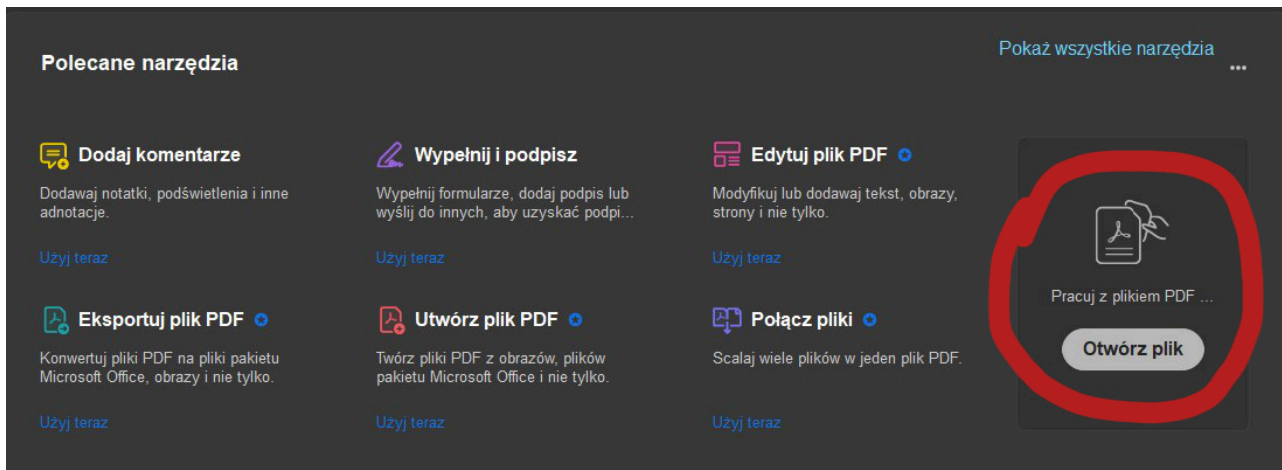 Polecane narzędzia
Pokaż wszystkie narzędzia
Dodaj komentarze
Dodawaj notatki, podświetlenia i inne
adnotacje.
Użyj teraz
Wypełnij i podpisz
Wypełnij formularze, dodaj podpis lub
wyślij do innych, aby uzyskać podpi...
Użyj teraz
Edytuj plik PDF
Modyfikuj lub dodawaj tekst, obrazy,
strony i nie tylko.
Użyj teraz
Eksportuj plik PDF
Konwertuj pliki PDF na pliki pakietu
Microsoft Office, obrazy i nie tylko.
Użyj teraz
Utwórz plik PDF
Twórz pliki PDF z obrazów, plików
pakietu Microsoft Office i nie tylko.
Użyj teraz
Połącz pliki
Scalaj wiele plików w jeden plik PDF.
Użyj teraz
Pracuj z plikiem PDF ...
Otwórz plik